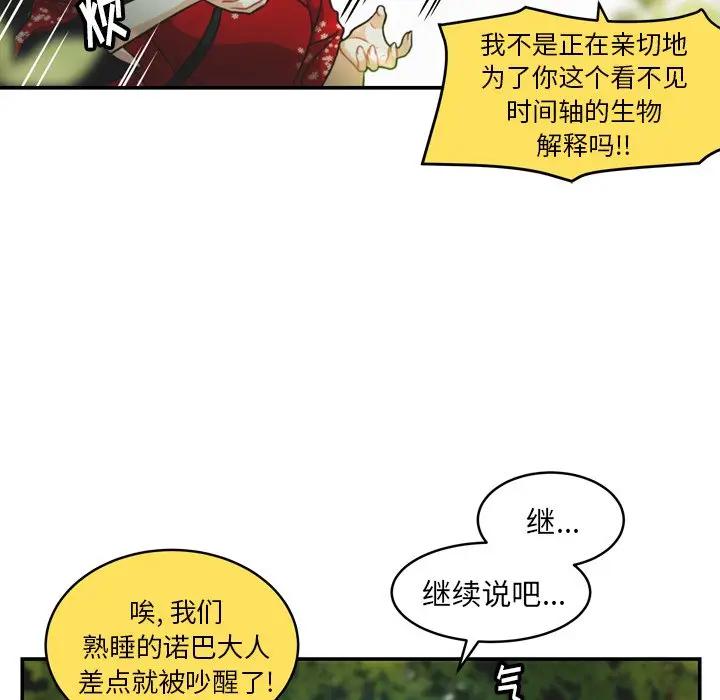 烦
我不是正在亲切地
为了你这个看不见
时间轴的生物
解释吗!!
继...
继续说吧...
唉, 我们
熟睡的诺巴大人
差点就被吵醒了!
气